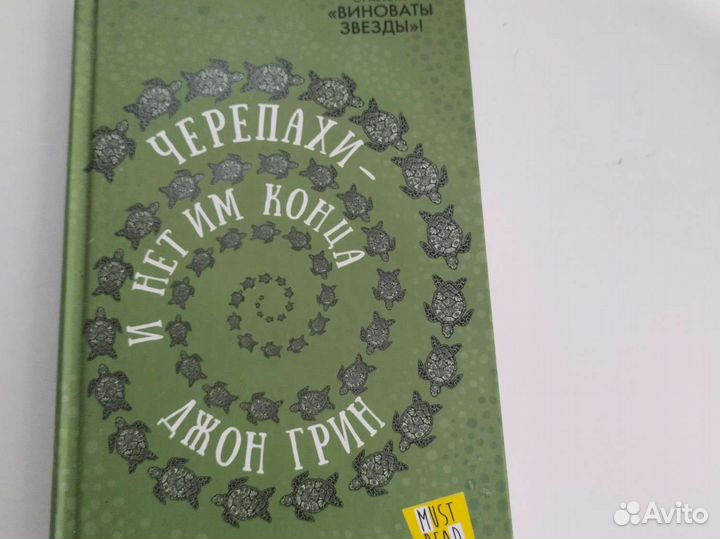 «ВИНОВАТЫ
ЗВЕЗДЫ»!
ЧЕРЕПАХИ –
И НЕТ ИМ КОНЦА
ДЖОН ГРИН
MUST
READ
Avito